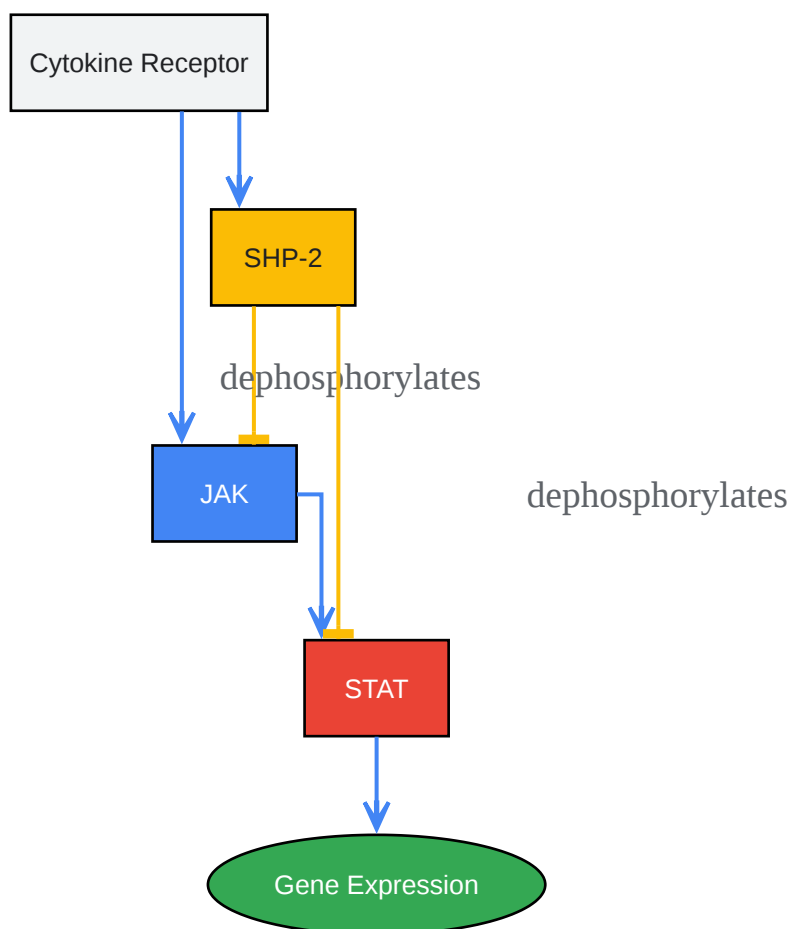 Cytokine Receptor
SHP-2
dephosphorylates
JAK
dephosphorylates
STAT
Gene Expression